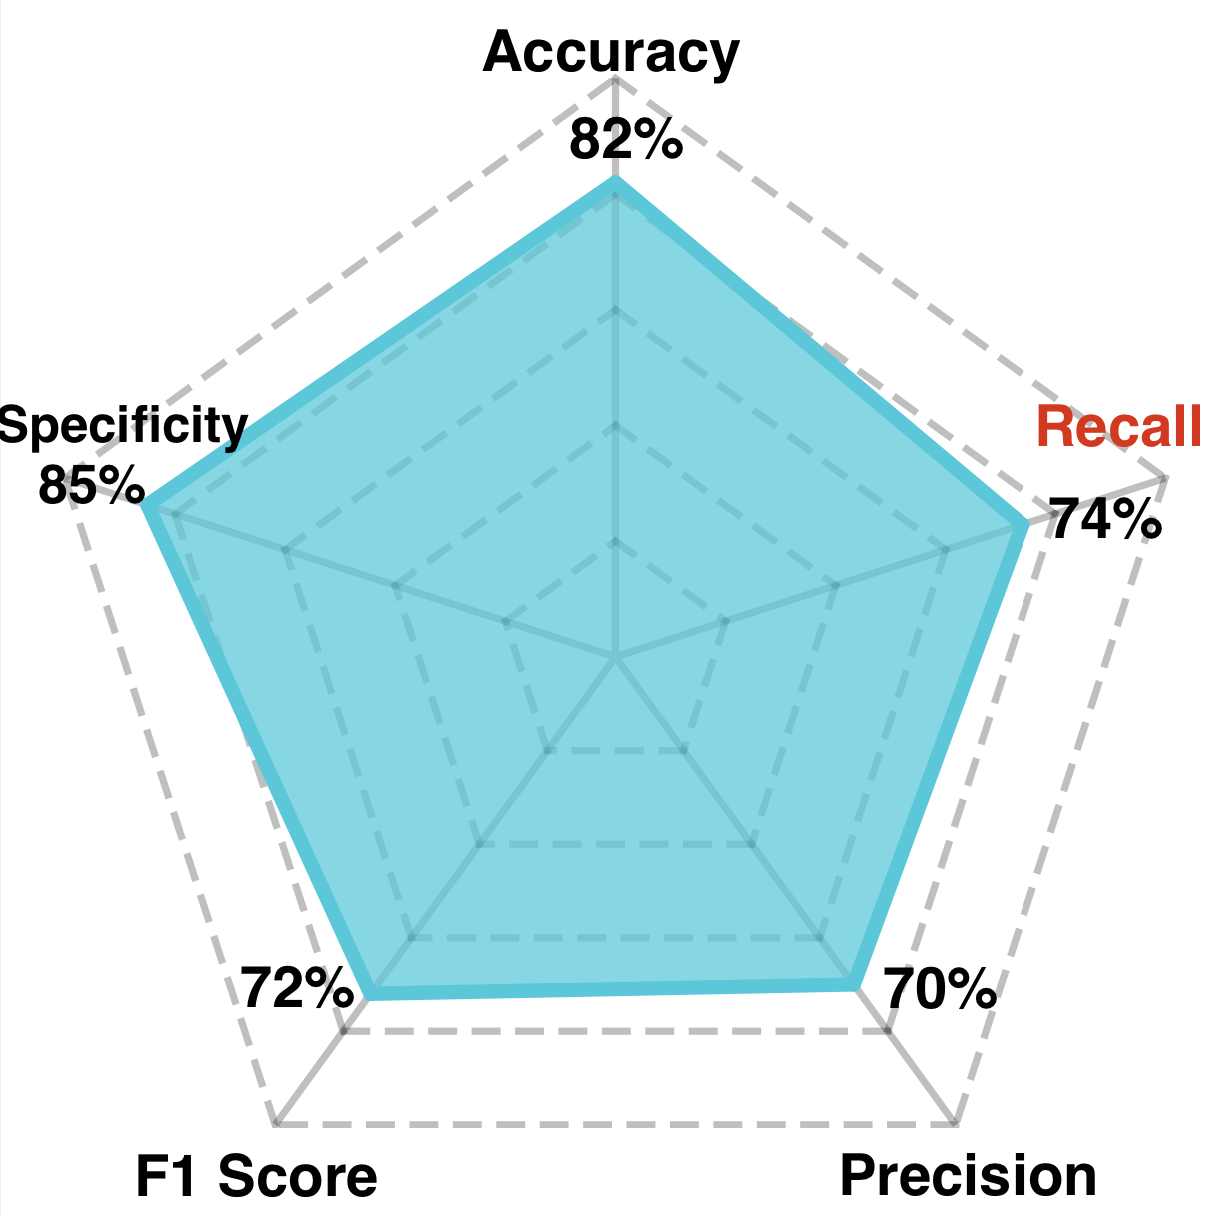 Accuracy
82%
Specificity
85%
Recall
74%
72%
70%
F1 Score
Precision